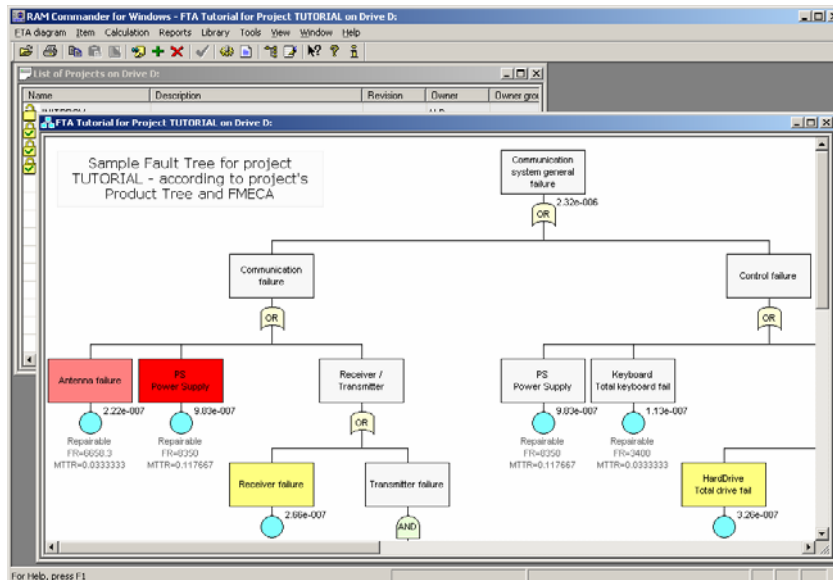 RAM Commander for Windows - FTA Tutorial for Project TUTORIAL on Drive D:
FTA diagram Item Calculation Reports Library Tools View Window Help
List of Projects on Drive D:
Name Description Revision Owner Owner grou
FTA Tutorial for Project TUTORIAL on Drive D:
Sample Fault Tree for project
TUTORIAL - according to project's
Product Tree and FMECA
Communication
system general
failure
2.32e-006
OR
Communication
failure
OR
Control failure
OR
Antenna failure
2.22e-007
Repairable
FR=6658.3
MTTR=0.0333333
PS
Power Supply
9.83e-007
Repairable
FR=8350
MTTR=0.117667
Receiver /
Transmitter
OR
PS
Power Supply
9.83e-007
Repairable
FR=8350
MTTR=0.117667
Keyboard
Total keyboard fail
1.13e-007
Repairable
FR=3400
MTTR=0.0333333
Receiver failure
2.66e-007
Transmitter failure
AND
HardDrive
Total drive fail
3.26e-007
For Help, press F1